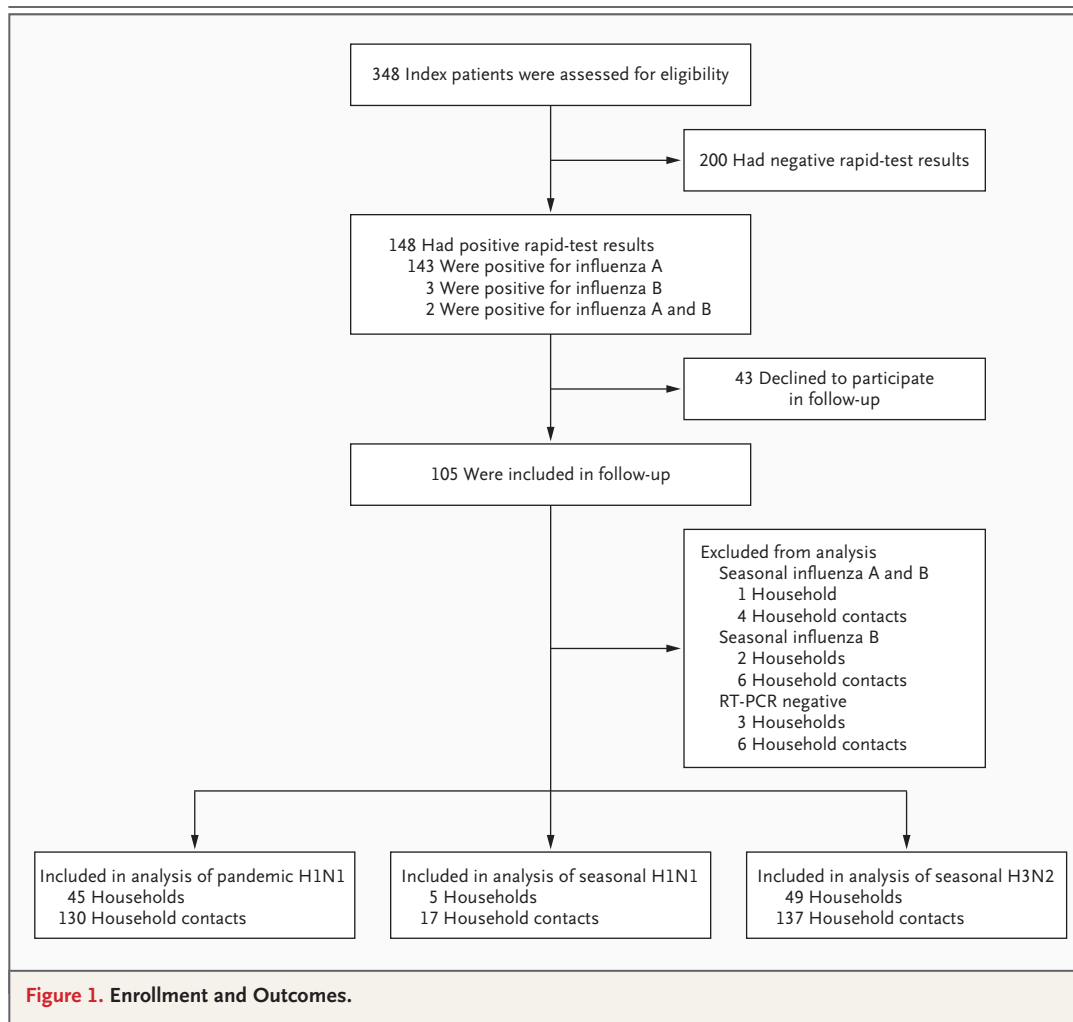 348 Index patients were assessed for eligibility
200 Had negative rapid-test results
148 Had positive rapid-test results
143 Were positive for influenza A
3 Were positive for influenza B
2 Were positive for influenza A and B
43 Declined to participate
in follow-up
105 Were included in follow-up
Excluded from analysis
Seasonal influenza A and B
1 Household
4 Household contacts
Seasonal influenza B
2 Households
6 Household contacts
RT-PCR negative
3 Households
6 Household contacts
Included in analysis of pandemic H1N1
45 Households
130 Household contacts
Included in analysis of seasonal H1N1
5 Households
17 Household contacts
Included in analysis of seasonal H3N2
49 Households
137 Household contacts
Figure 1. Enrollment and Outcomes.